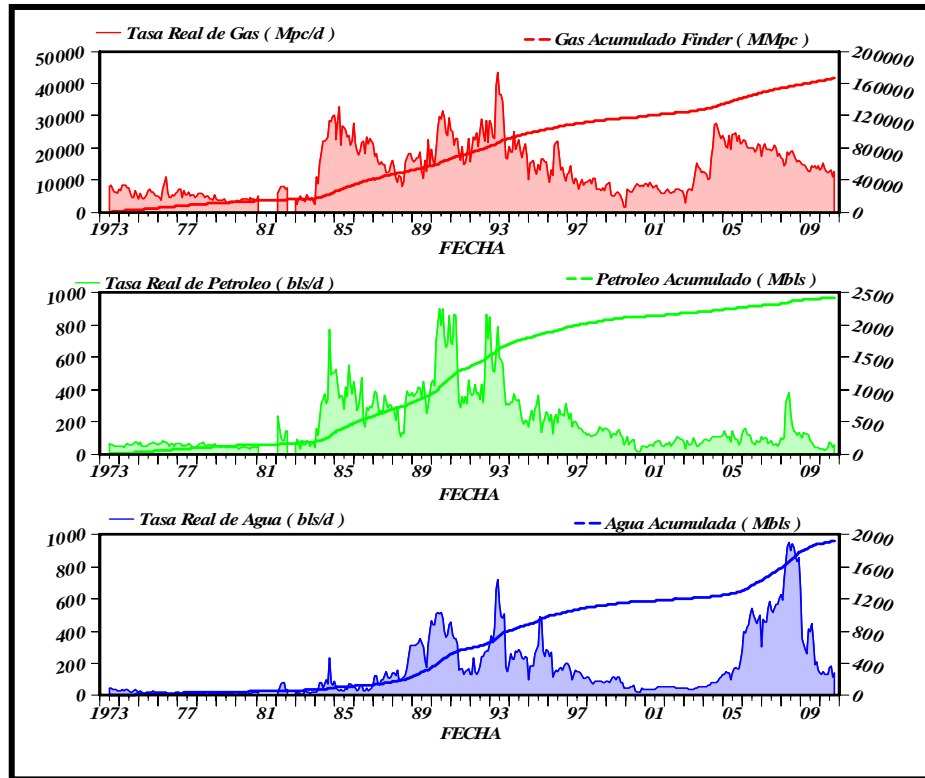 Tasa Real de Gas ( Mpc/d ) Gas Acumulado Finder ( MMpc )
50000 200000
40000 160000
30000 120000
20000 80000
10000 40000
0 0
1973 77 81 85 89 93 97 01 05 09
FECHA
Tasa Real de Petroleo ( bls/d ) Petroleo Acumulado ( Mbls )
1000 2500
800 2000
600 1500
400 1000
200 500
0 0
1973 77 81 85 89 93 97 01 05 09
FECHA
Tasa Real de Agua ( bls/d ) Agua Acumulada ( Mbls )
1000 2000
800 1600
600 1200
400 800
200 400
0 0
1973 77 81 85 89 93 97 01 05 09
FECHA